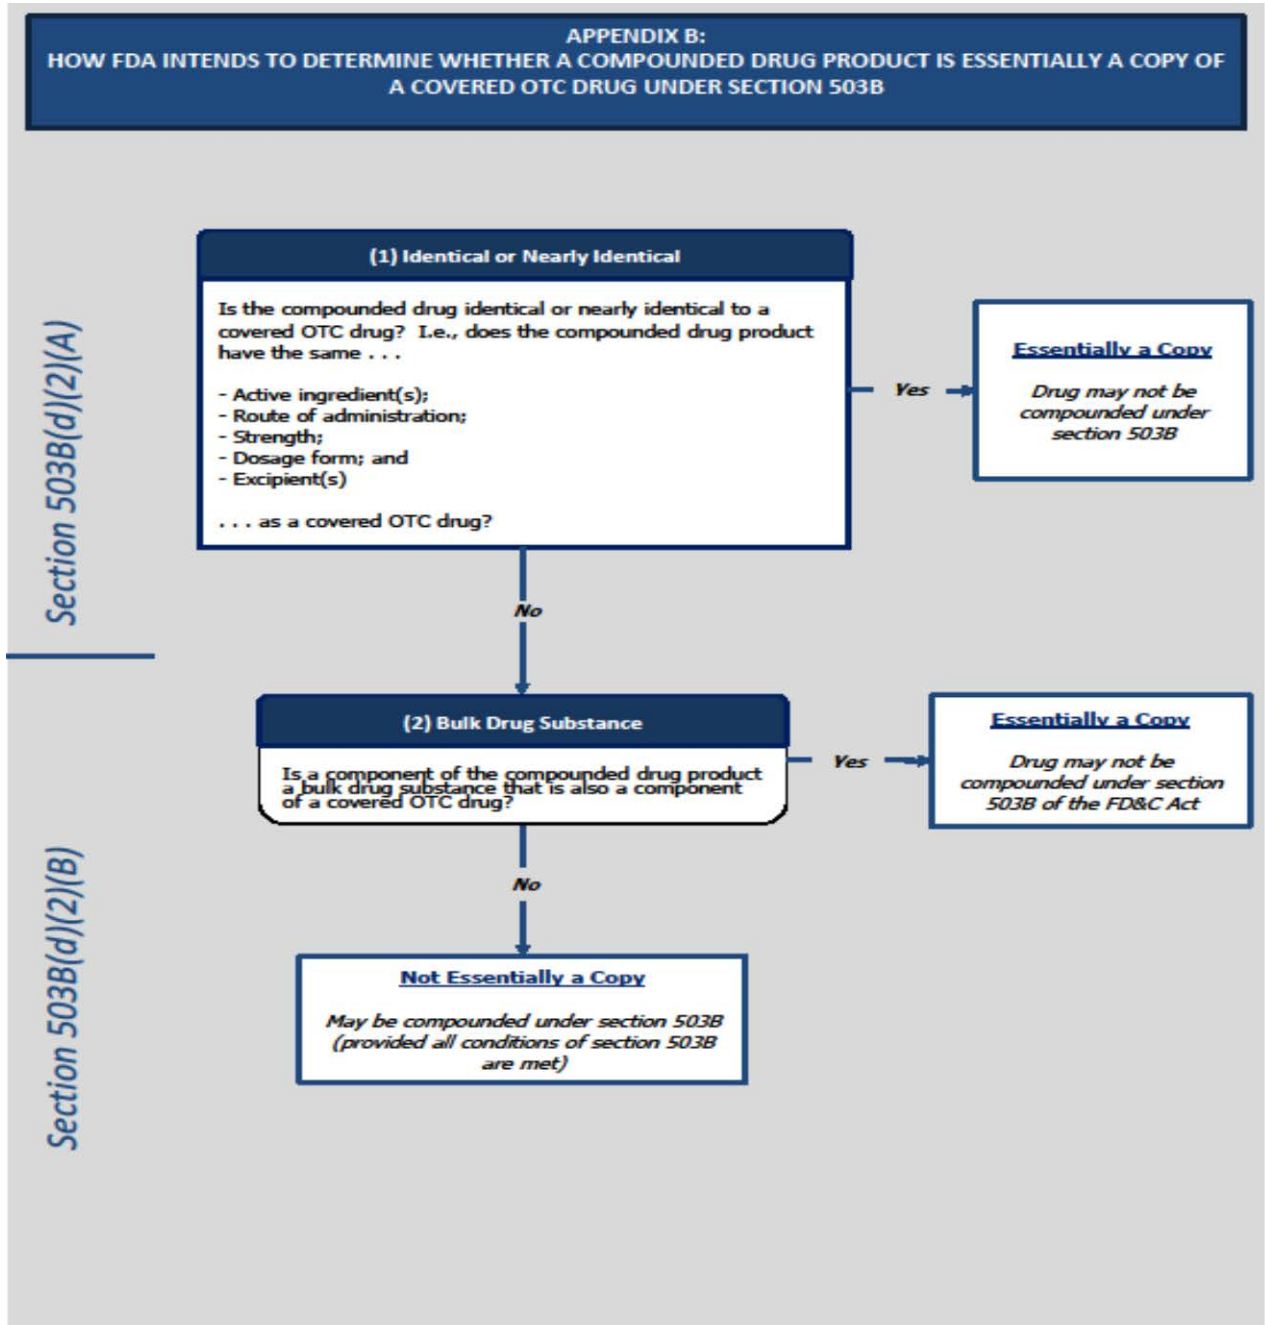 APPENDIX B:
HOW FDA INTENDS TO DETERMINE WHETHER A COMPOUNDED DRUG PRODUCT IS ESSENTIALLY A COPY OF
A COVERED OTC DRUG UNDER SECTION 503B
Section 503B(d)(2)(A)
(1) Identical or Nearly Identical
Is the compounded drug identical or nearly identical to a
covered OTC drug? I.e., does the compounded drug product
have the same . . .
- Active ingredient(s);
- Route of administration;
- Strength;
- Dosage form; and
- Excipient(s)
. . . as a covered OTC drug?
Yes
Essentially a Copy
Drug may not be
compounded under
section 503B
No
Section 503B(d)(2)(B)
(2) Bulk Drug Substance
Is a component of the compounded drug product
a bulk drug substance that is also a component
of a covered OTC drug?
Yes
Essentially a Copy
Drug may not be
compounded under section
503B of the FD&C Act
No
Not Essentially a Copy
May be compounded under section 503B
(provided all conditions of section 503B
are met)